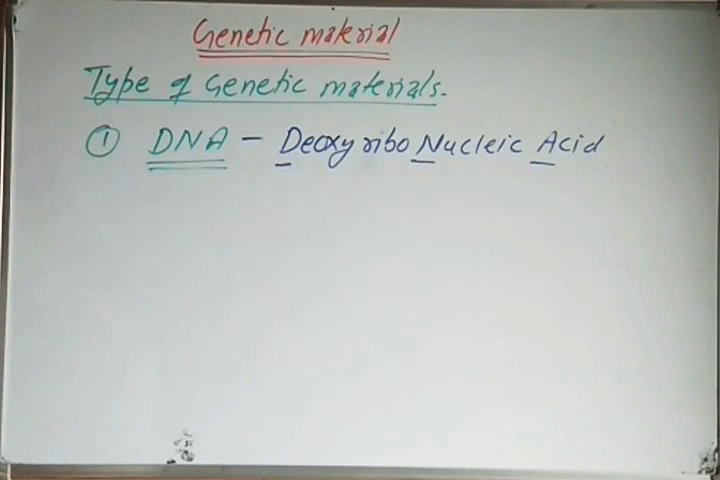 Genetic material
Type of Genetic materials.
① DNA - Deoxyribo Nucleic Acid